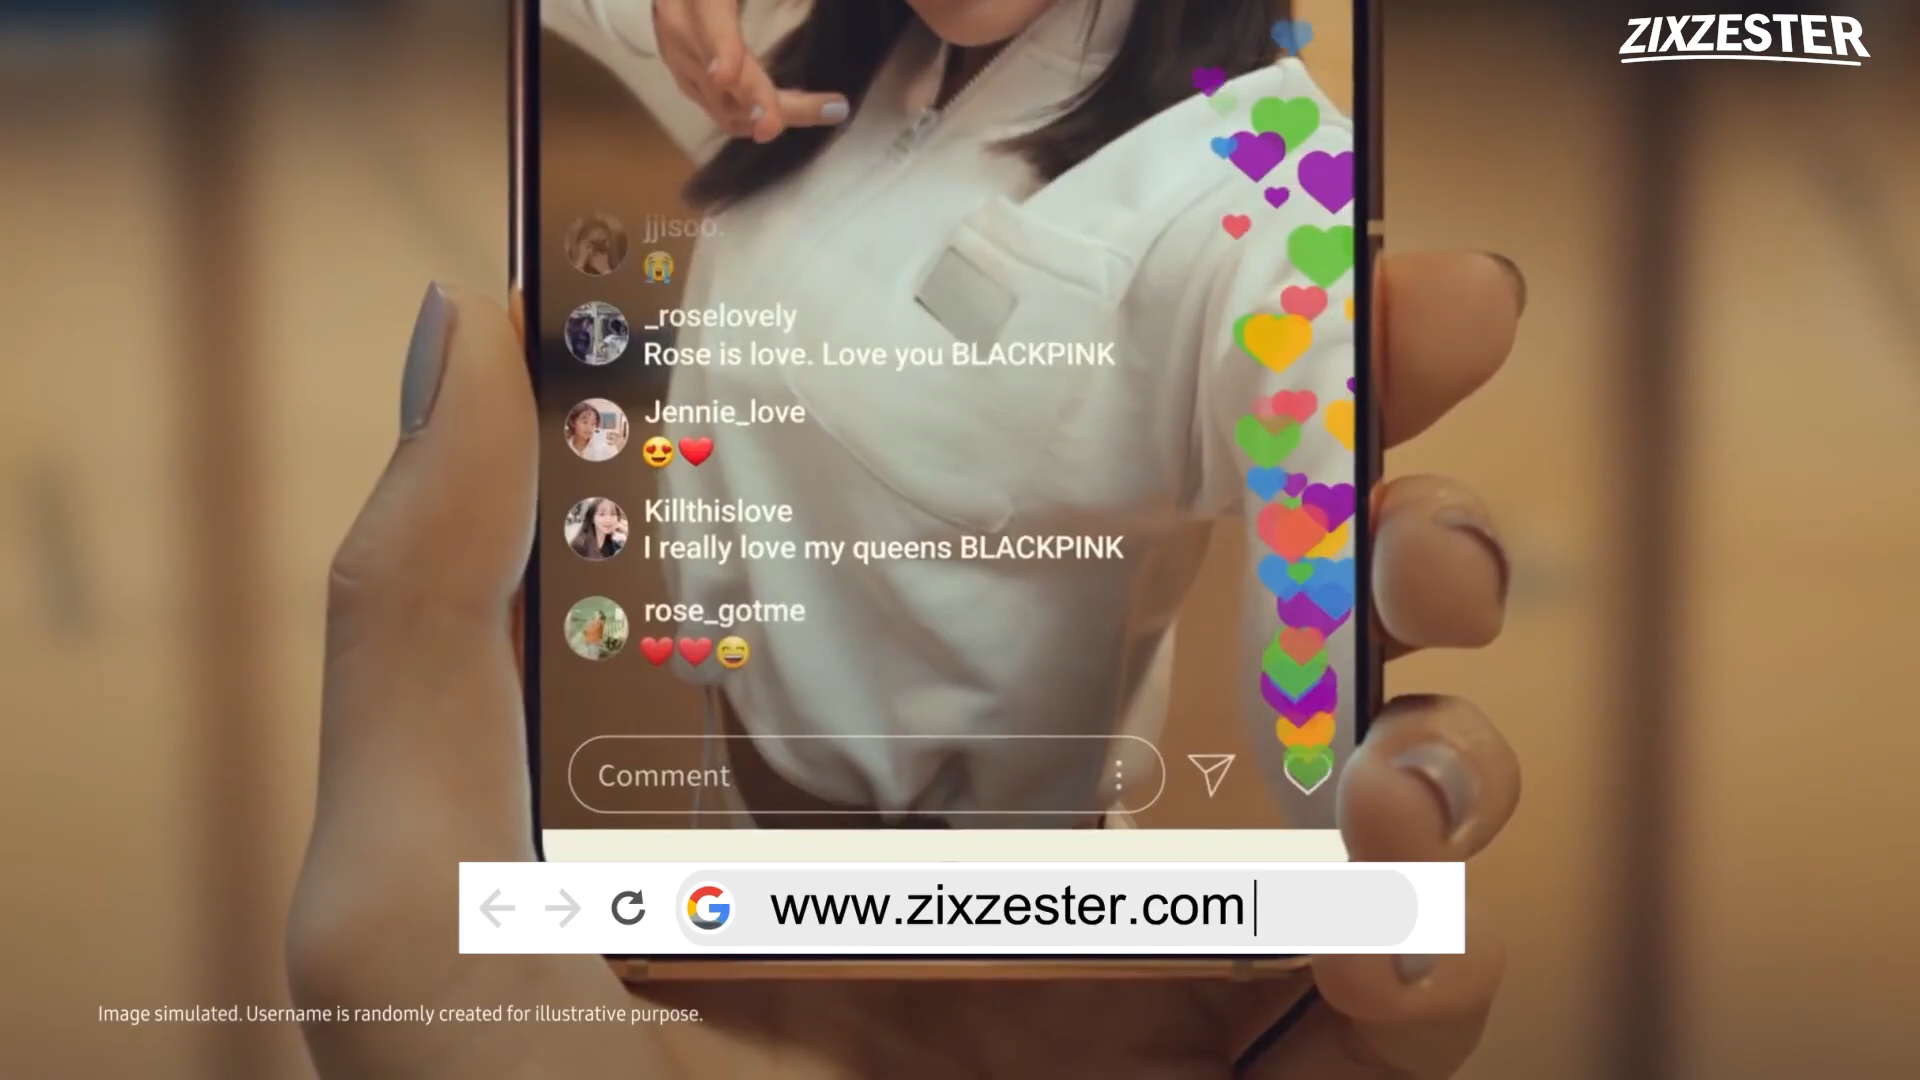 ZIXZESTER
jjisoo.
_roselovely
Rose is love. Love you BLACKPINK
Jennie_love
Killthislove
I really love my queens BLACKPINK
rose_gotme
Comment
www.zixzester.com
Image simulated. Username is randomly created for illustrative purpose.